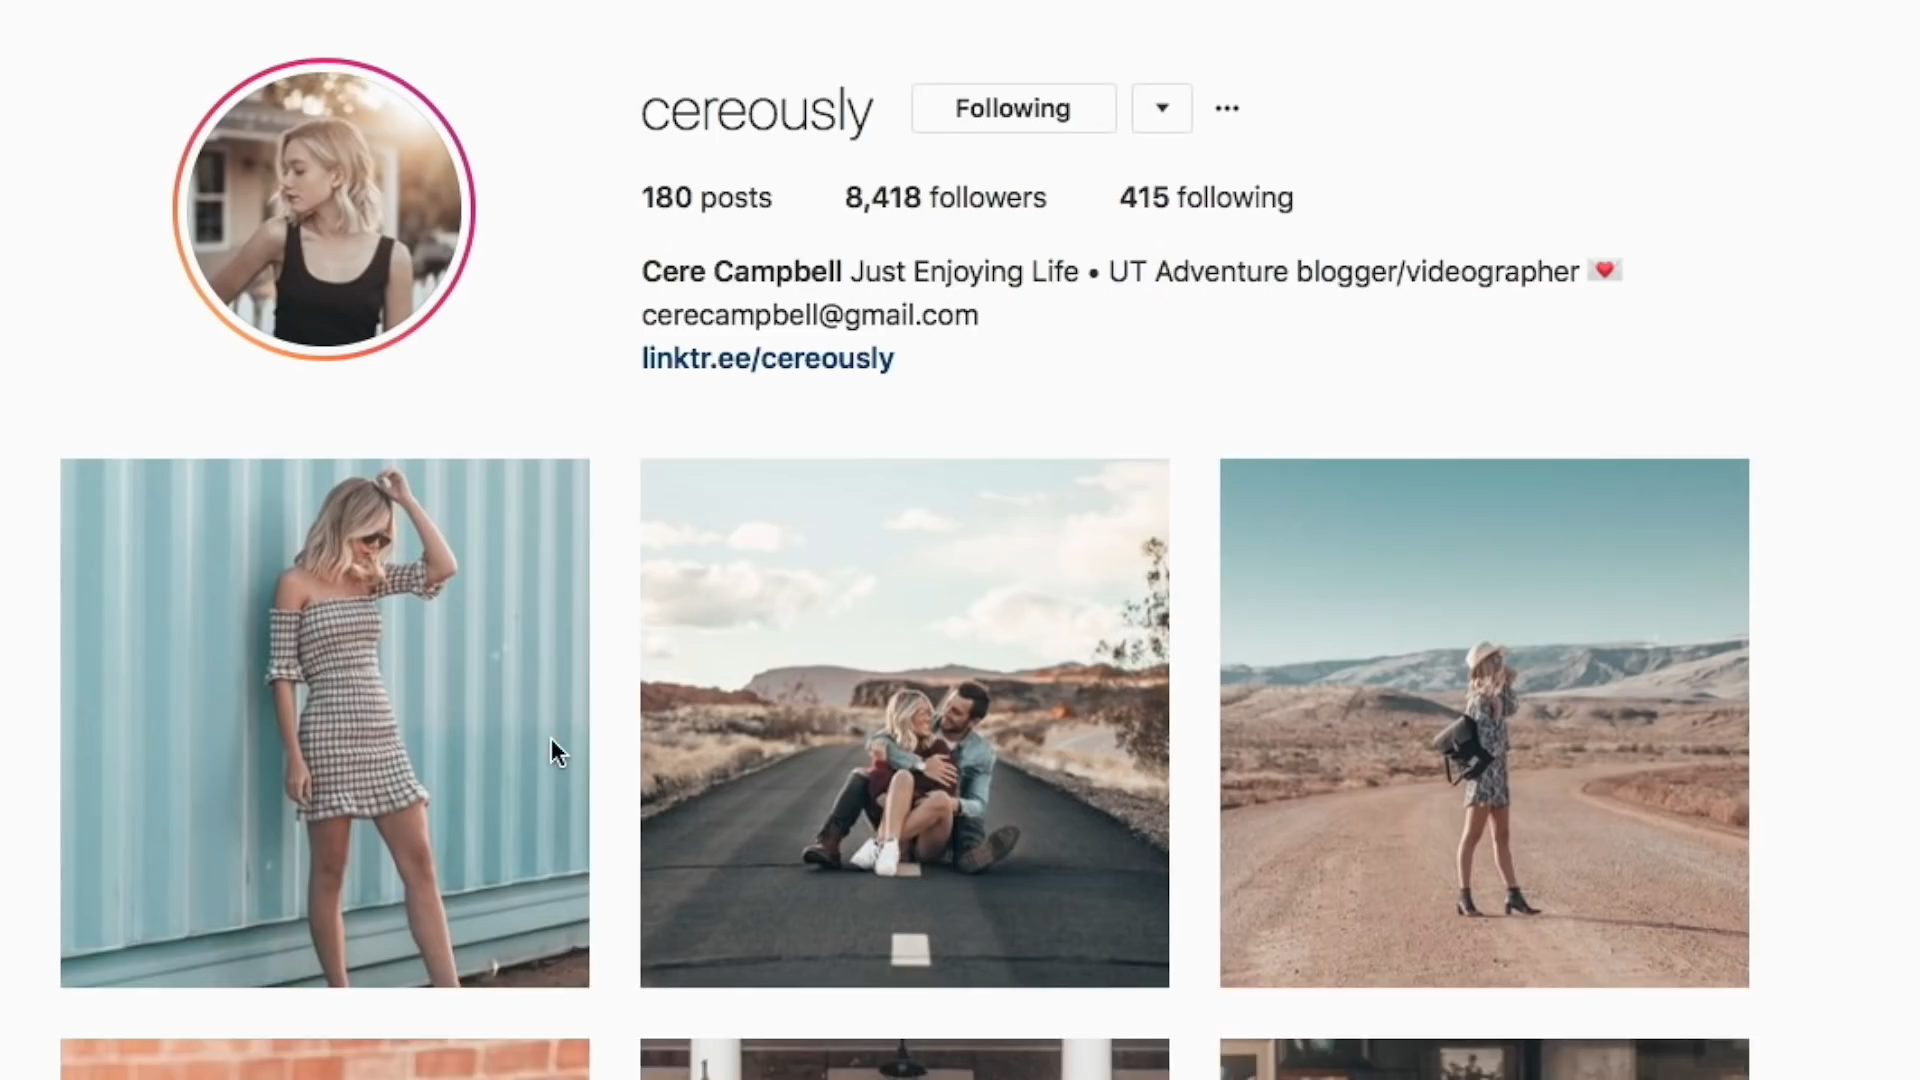 cereously Following
180 posts 8,418 followers 415 following
Cere Campbell Just Enjoying Life • UT Adventure blogger/videographer 💌
cerecampbell@gmail.com
linktr.ee/cereously